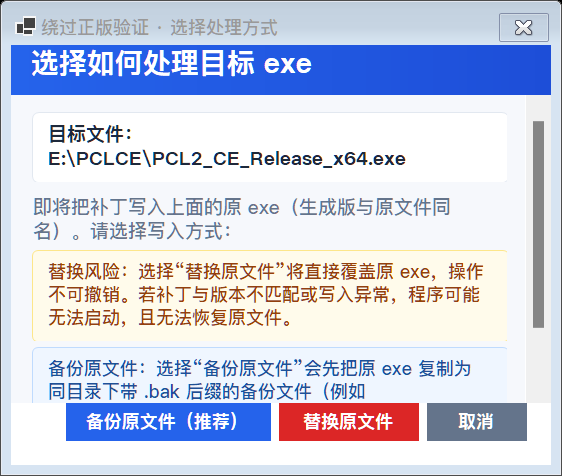 绕过正版验证 · 选择处理方式
选择如何处理目标 exe
目标文件：
E:\PCLCE\PCL2_CE_Release_x64.exe
即将把补丁写入上面的原 exe（生成版与原文件同
名）。请选择写入方式：
替换风险：选择“替换原文件”将直接覆盖原 exe，操作
不可撤销。若补丁与版本不匹配或写入异常，程序可能
无法启动，且无法恢复原文件。
备份原文件：选择“备份原文件”会先把原 exe 复制为
同目录下带 .bak 后缀的备份文件（例如
备份原文件（推荐） 替换原文件 取消